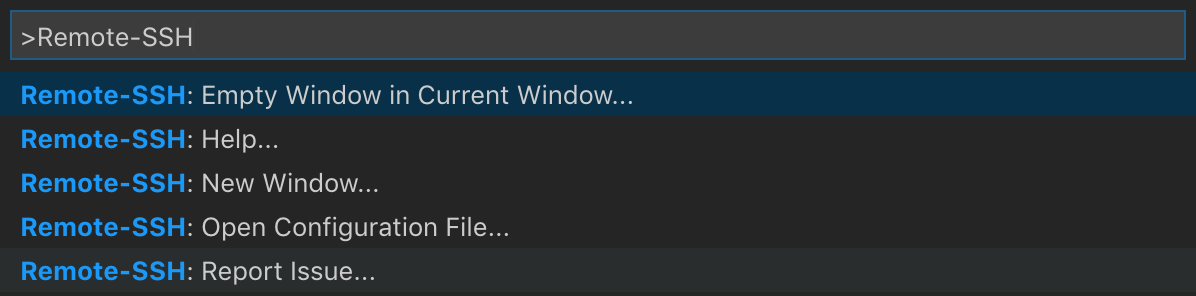 >Remote-SSH
Remote-SSH: Empty Window in Current Window...
Remote-SSH: Help...
Remote-SSH: New Window...
Remote-SSH: Open Configuration File...
Remote-SSH: Report Issue...